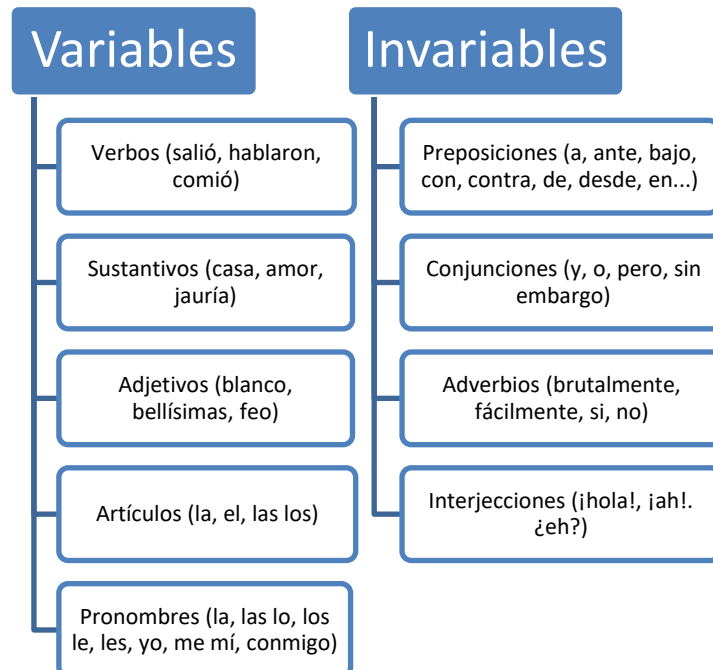 Variables
Verbos (salió, hablaron,
comió)
Sustantivos (casa, amor,
jauría)
Adjetivos (blanco,
bellísimas, feo)
Artículos (la, el, las los)
Pronombres (la, las lo, los
le, les, yo, me mí, conmigo)
Invariables
Preposiciones (a, ante, bajo,
con, contra, de, desde, en...)
Conjunciones (y, o, pero, sin
embargo)
Adverbios (brutalmente,
fácilmente, si, no)
Interjecciones (¡hola!, ¡ah!.
¿eh?)